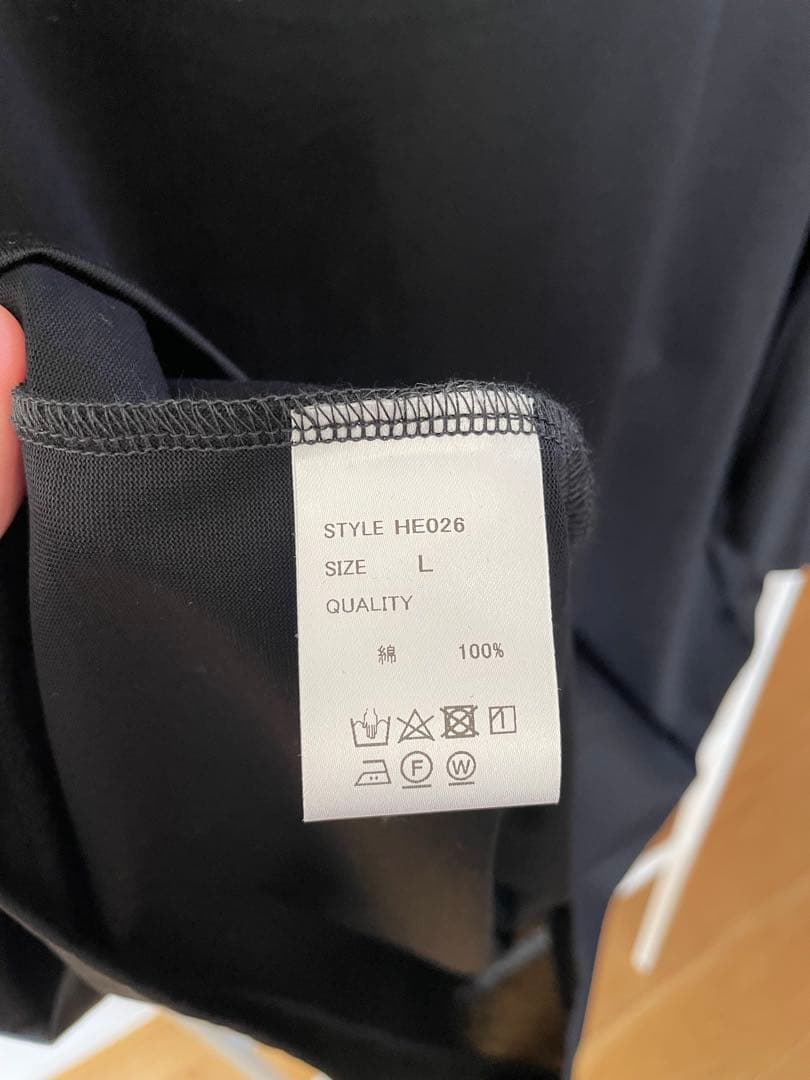 STYLE HE026
SIZE L
QUALITY
綿 100%
F W